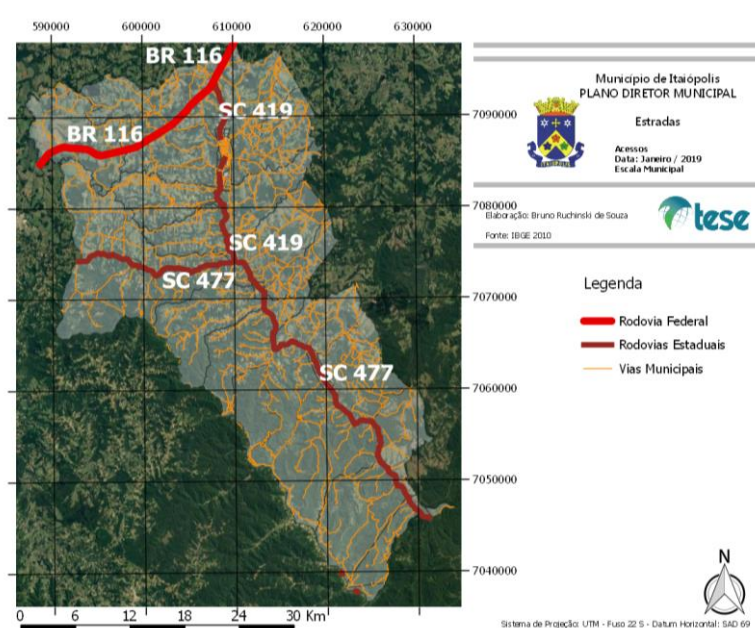 590000 600000 610000 620000 630000
BR 116
SC 419
BR 116
SC 419
SC 477
SC 477
7090000
7080000
7070000
7060000
7050000
7040000
0 6 12 18 24 30 Km
Município de Itaiópolis
PLANO DIRETOR MUNICIPAL
Estradas
Acessos
Data: Janeiro / 2019
Escala Municipal
Elaboração: Bruno Ruchinski de Souza
Fonte: IBGE 2010
tese
Legenda
Rodovia Federal
Rodovias Estaduais
Vias Municipais
N
Sistema de Projeção: UTM - Fuso 22 S - Datum Horizontal: SAD 69